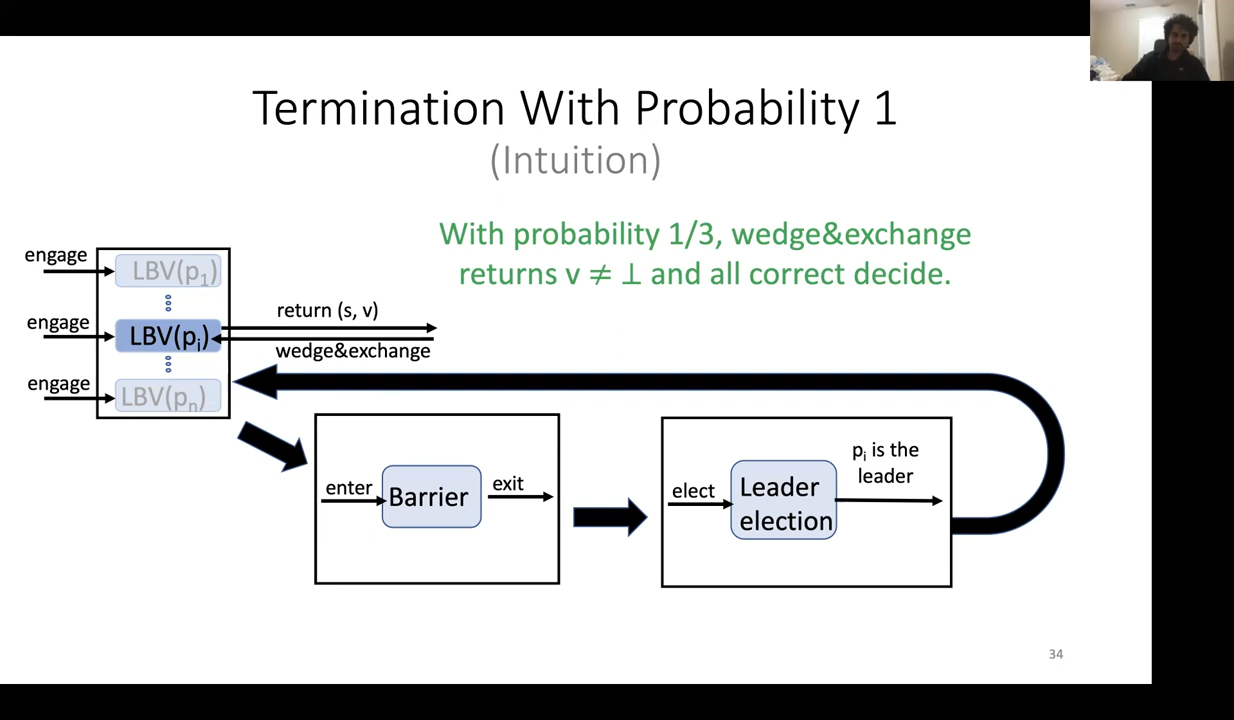 Termination With Probability 1
(Intuition)
With probability 1/3, wedge&exchange
returns v ≠ ⊥ and all correct decide.
engage
LBV(p₁)
engage
LBV(pᵢ)
return (s, v)
wedge&exchange
engage
LBV(pₙ)
enter
Barrier
exit
elect
Leader
election
pᵢ is the
leader
34